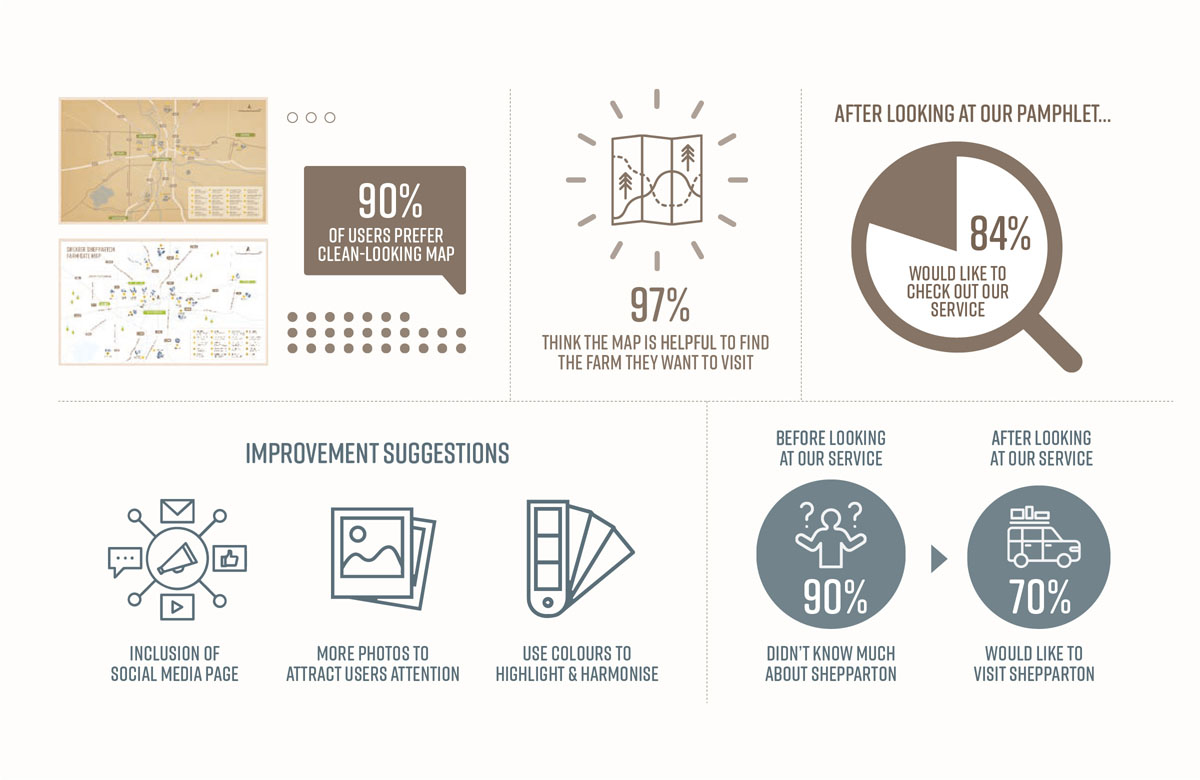 GREATER SHEPPARTON
FARM GATE MAP
90%
OF USERS PREFER
CLEAN-LOOKING MAP
97%
THINK THE MAP IS HELPFUL TO FIND
THE FARM THEY WANT TO VISIT
AFTER LOOKING AT OUR PAMPHLET...
84%
WOULD LIKE TO
CHECK OUT OUR
SERVICE
IMPROVEMENT SUGGESTIONS
INCLUSION OF
SOCIAL MEDIA PAGE
MORE PHOTOS TO
ATTRACT USERS ATTENTION
USE COLOURS TO
HIGHLIGHT & HARMONISE
BEFORE LOOKING
AT OUR SERVICE
? ?
90%
DIDN'T KNOW MUCH
ABOUT SHEPPARTON
AFTER LOOKING
AT OUR SERVICE
70%
WOULD LIKE TO
VISIT SHEPPARTON